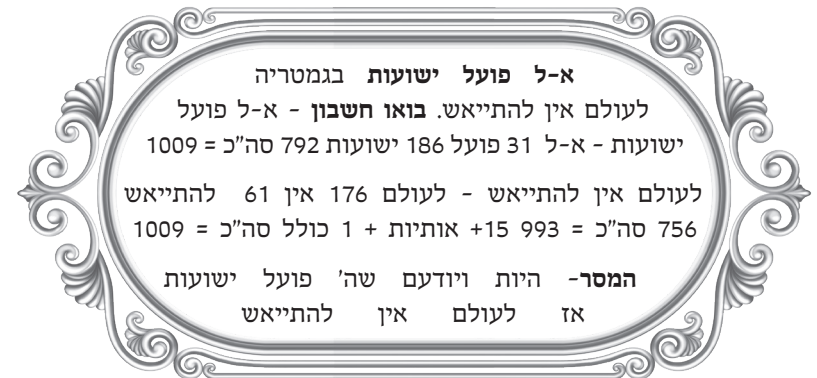 א-ל פועל ישועות בגמטריה
לעולם אין להתייאש. בואו חשבון - א-ל פועל
ישועות - א-ל 31 פועל 186 ישועות 792 סה"כ = 1009
לעולם אין להתייאש - לעולם 176 אין 61 להתייאש
756 סה"כ = 993 15+ אותיות + 1 כולל סה"כ = 1009
המסר- היות ויודעם שה' פועל ישועות
אז לעולם אין להתייאש